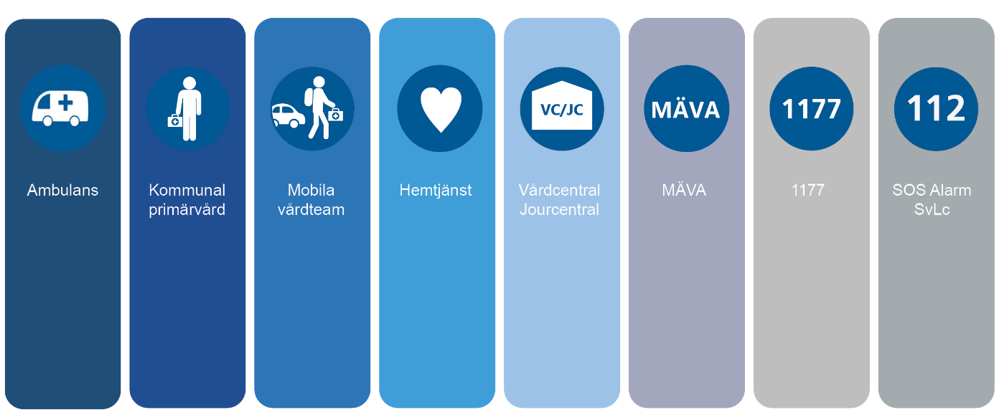 VC/JC
MÄVA
1177
112
Ambulans
Kommunal
primärvård
Mobila
vårdteam
Hemtjänst
Vårdcentral
Jourcentral
MÄVA
1177
SOS Alarm
SvLc